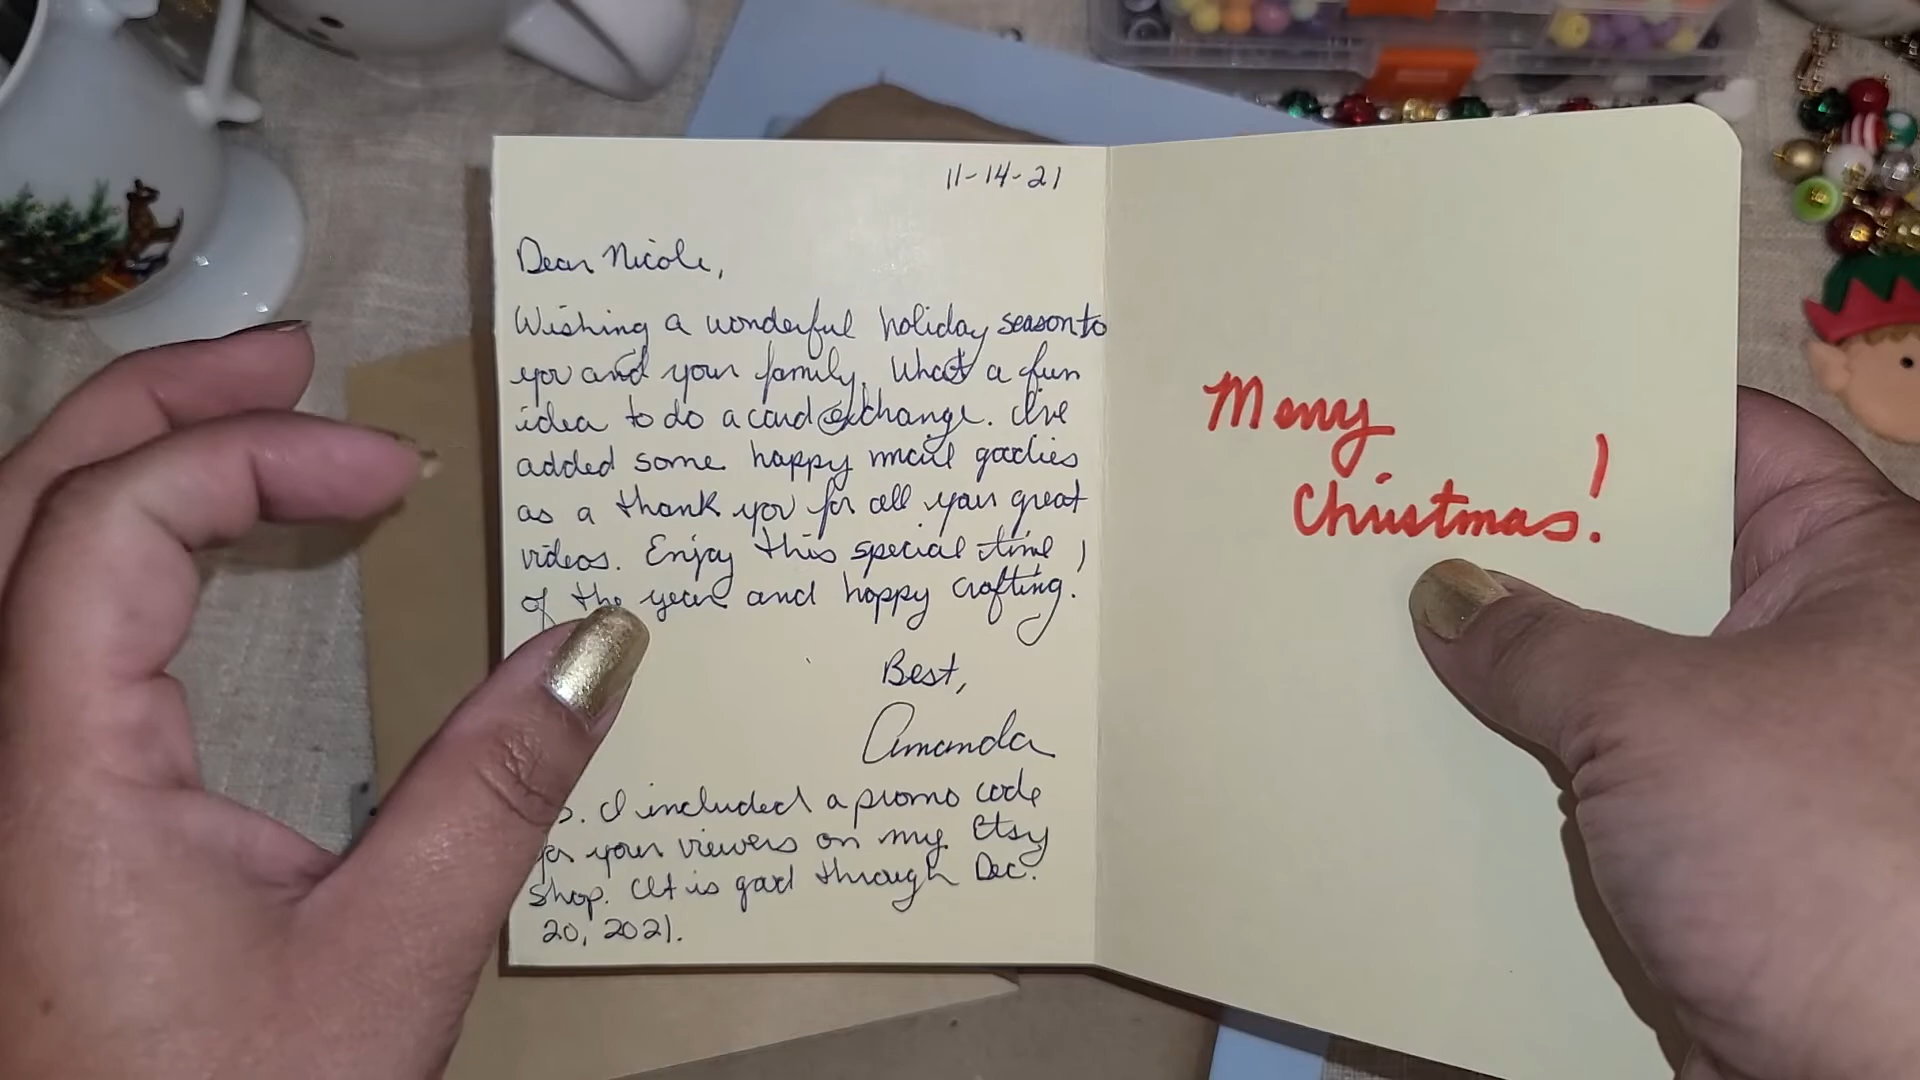 11-14-21
Dear Nicole,
Wishing a wonderful holiday season to
you and your family. What a fun
idea to do a card exchange. I've
added some happy mail goodies
as a thank you for all your great
videos. Enjoy this special time
of the year and happy crafting!
Best,
Amanda
S. I included a promo code
for your viewers on my Etsy
shop. It is good through Dec.
20, 2021.
Merry
Christmas!